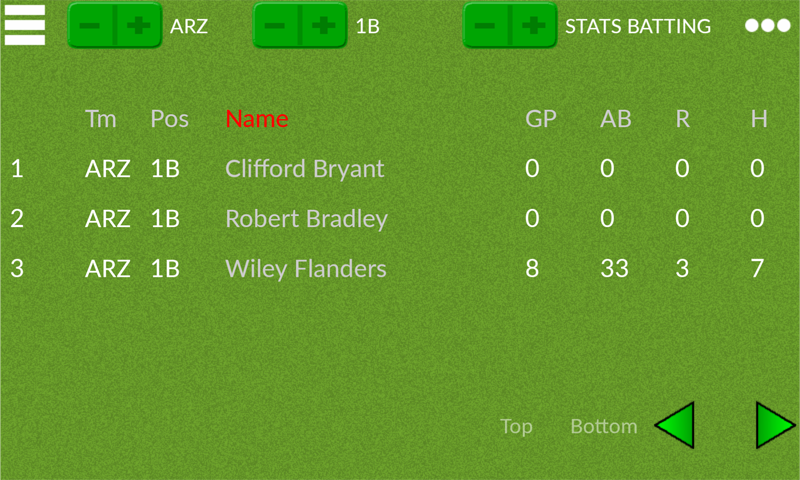 ARZ 1B STATS BATTING
Tm Pos Name GP AB R H
1 ARZ 1B Clifford Bryant 0 0 0 0
2 ARZ 1B Robert Bradley 0 0 0 0
3 ARZ 1B Wiley Flanders 8 33 3 7
Top Bottom